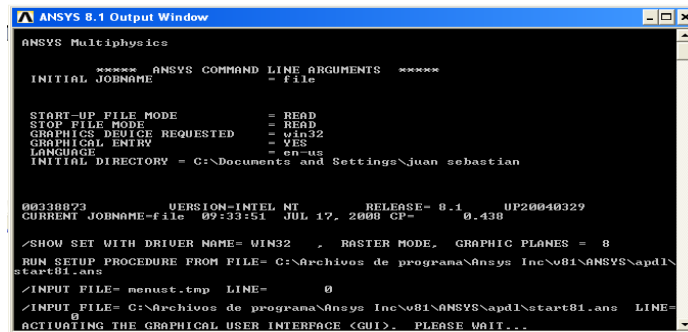 ANSYS 8.1 Output Window
ANSYS Multiphysics
***** ANSYS COMMAND LINE ARGUMENTS *****
INITIAL JOBNAME = file
START-UP FILE MODE = READ
STOP FILE MODE = READ
GRAPHICS DEVICE REQUESTED = win32
GRAPHICAL ENTRY = YES
LANGUAGE = en-us
INITIAL DIRECTORY = C:\Documents and Settings\juan sebastian
00338873 VERSION=INTEL NT RELEASE= 8.1 UP20040329
CURRENT JOBNAME=file 09:33:51 JUL 17, 2008 CP= 0.438
/SHOW SET WITH DRIVER NAME= WIN32 , RASTER MODE, GRAPHIC PLANES = 8
RUN SETUP PROCEDURE FROM FILE= C:\Archivos de programa\Ansys Inc\v81\ANSYS\apdl\
start81.ans
/INPUT FILE= menust.tmp LINE= 0
/INPUT FILE= C:\Archivos de programa\Ansys Inc\v81\ANSYS\apdl\start81.ans LINE=
0
ACTIVATING THE GRAPHICAL USER INTERFACE (GUI). PLEASE WAIT...